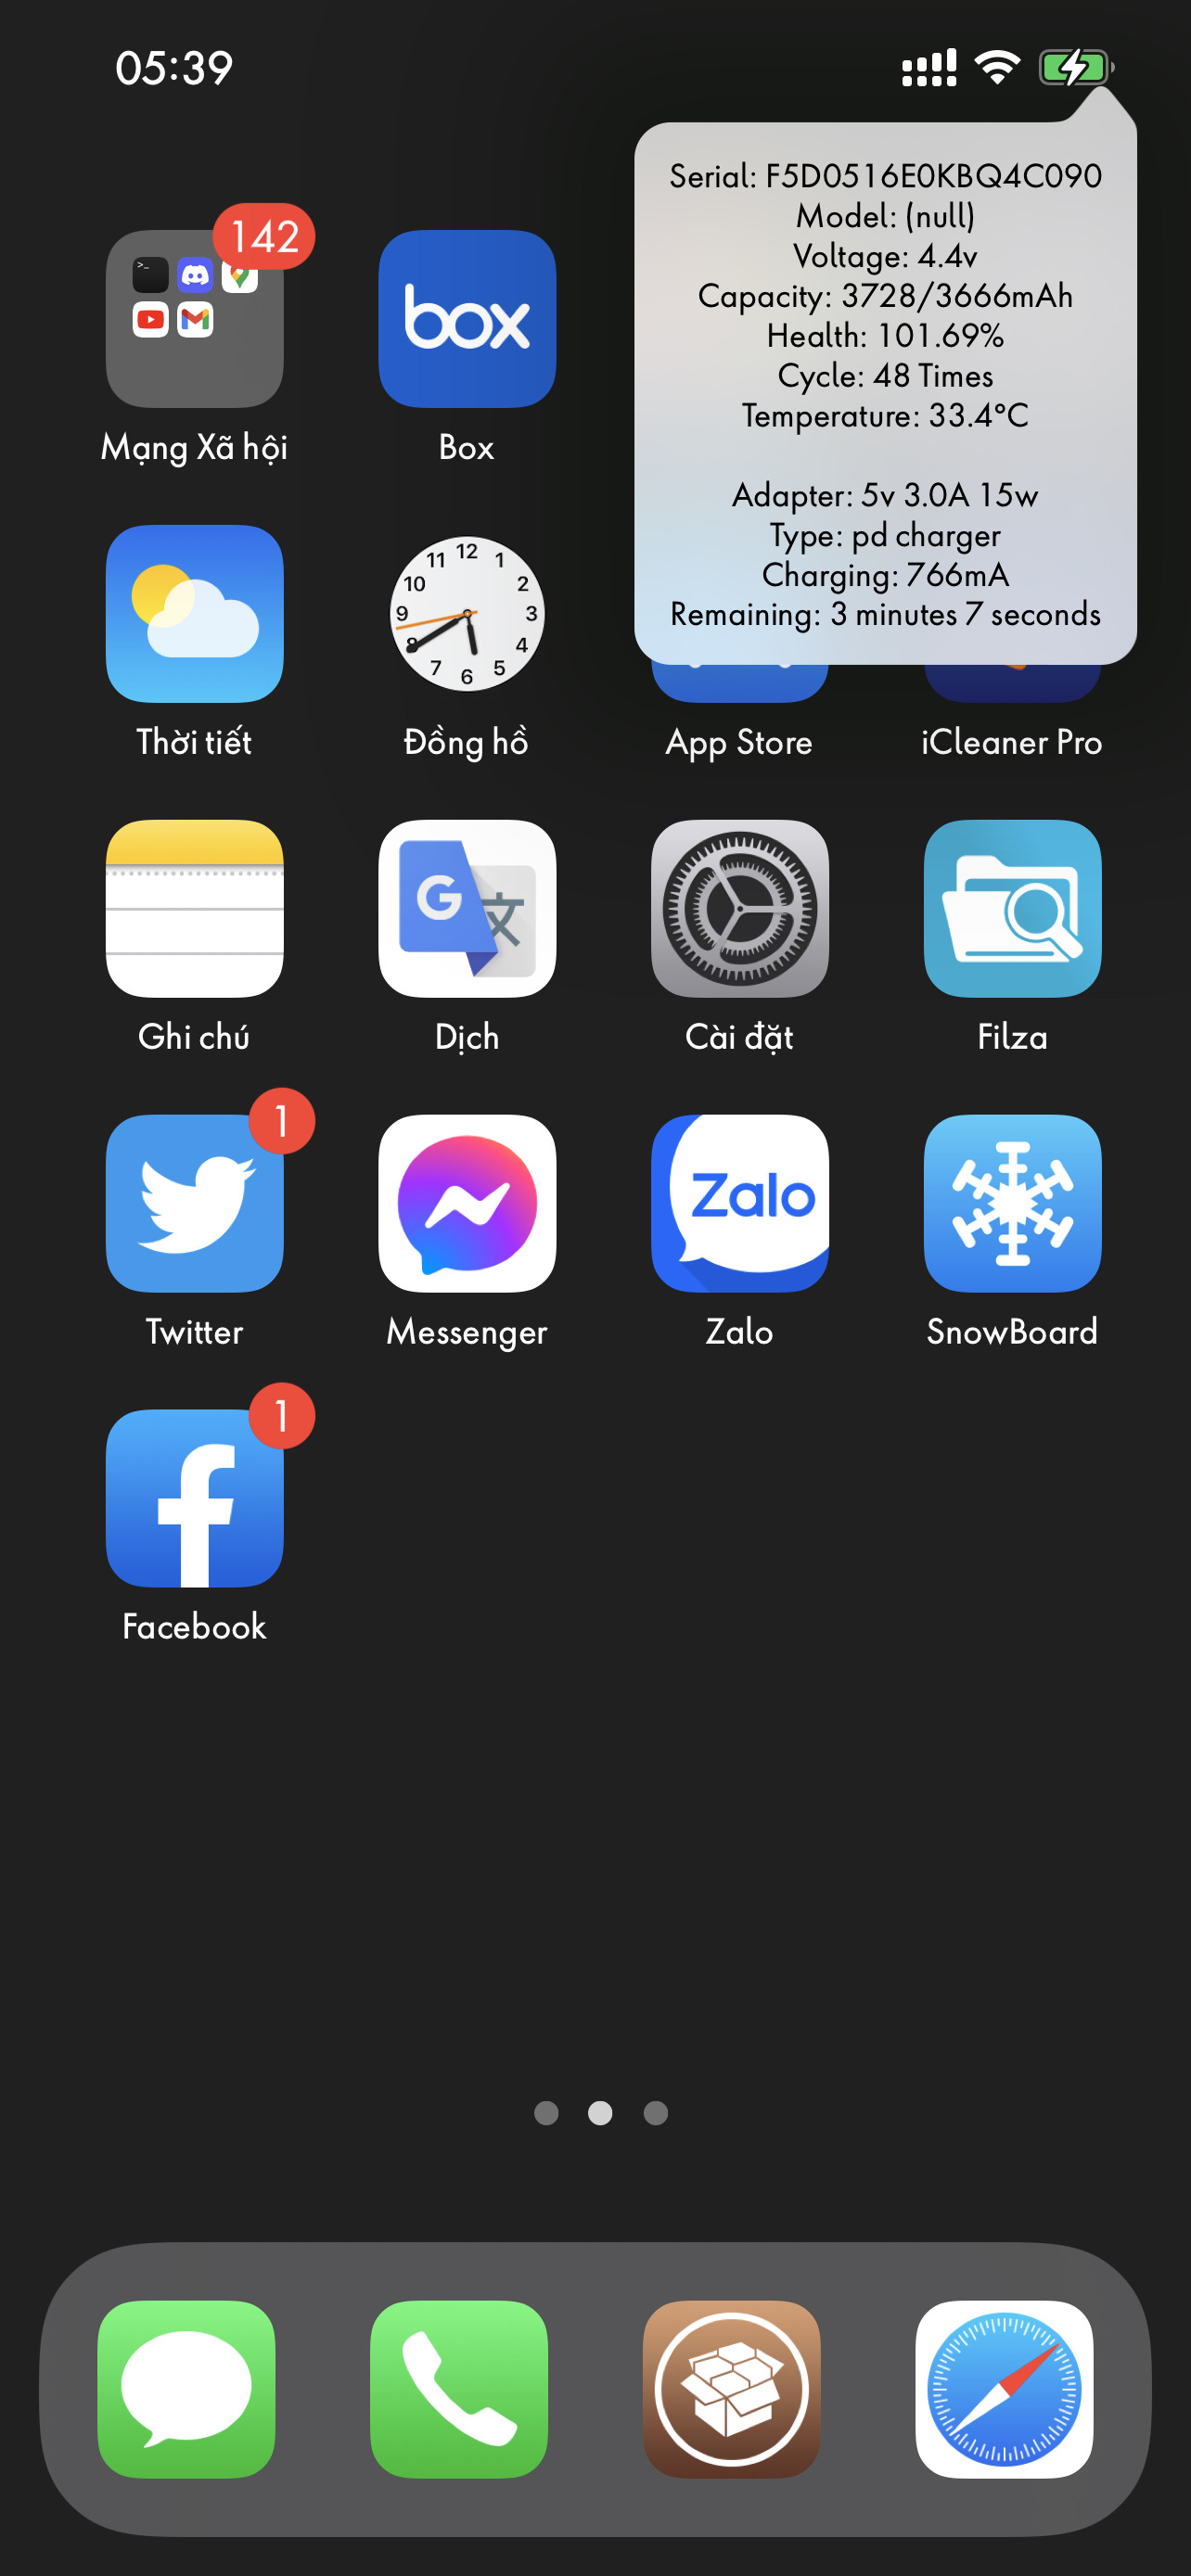 05:39
Serial: F5D0516E0KBQ4C090
Model: (null)
Voltage: 4.4v
Capacity: 3728/3666mAh
Health: 101.69%
Cycle: 48 Times
Temperature: 33.4°C
Adapter: 5v 3.0A 15w
Type: pd charger
Charging: 766mA
Remaining: 3 minutes 7 seconds
142
>_
box
Mạng Xã hội
Box
12
11 1
10 2
9 3
8 4
7 5
6
Thời tiết
Đồng hồ
App Store
iCleaner Pro
G 文
Ghi chú
Dịch
Cài đặt
Filza
1
Zalo
Twitter
Messenger
Zalo
SnowBoard
1
f
Facebook